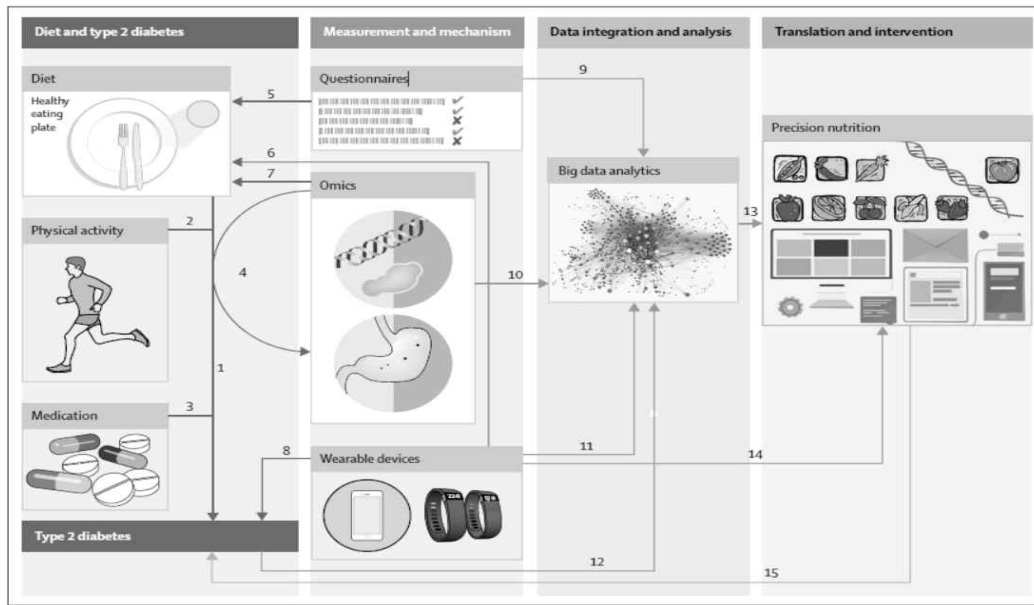 Diet and type 2 diabetes
Measurement and mechanism
Data integration and analysis
Translation and intervention
Diet
Healthy
eating
plate
Questionnaires
5
9
6
7
Omics
Big data analytics
Precision nutrition
13
Physical activity
2
4
10
1
Medication
3
8
Wearable devices
11
14
Type 2 diabetes
12
15